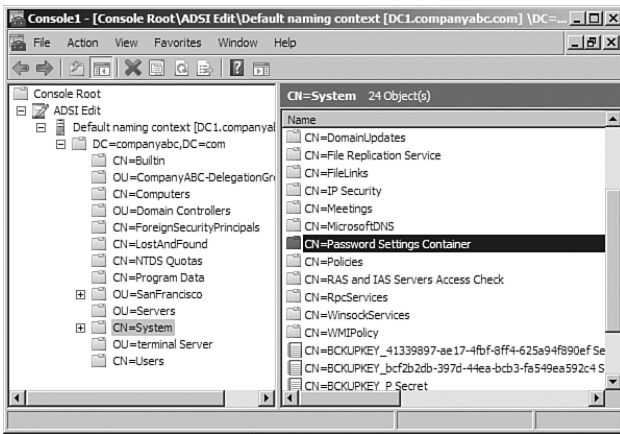 Console1 - [Console Root\ADSI Edit\Default naming context [DC1.companyabc.com] \DC=...
File Action View Favorites Window Help
Console Root
ADSI Edit
Default naming context [DC1.companyal
DC=companyabc,DC=com
CN=Builtin
OU=CompanyABC-DelegationGr
CN=Computers
OU=Domain Controllers
CN=ForeignSecurityPrincipals
CN=LostAndFound
CN=NTDS Quotas
CN=Program Data
OU=SanFrancisco
OU=Servers
CN=System
OU=terminal Server
CN=Users
CN=System 24 Object(s)
Name
CN=DomainUpdates
CN=File Replication Service
CN=FileLinks
CN=IP Security
CN=Meetings
CN=MicrosoftDNS
CN=Password Settings Container
CN=Policies
CN=RAS and IAS Servers Access Check
CN=RpcServices
CN=WinsockServices
CN=WMIPolicy
CN=BCKUPKEY_41339897-ae17-4fbf-8ff4-625a94f890ef Se
CN=BCKUPKEY_bcf2b2db-397d-44ea-bcb3-fa549ea592c4 S
CN=BCKUPKEY_P Secret